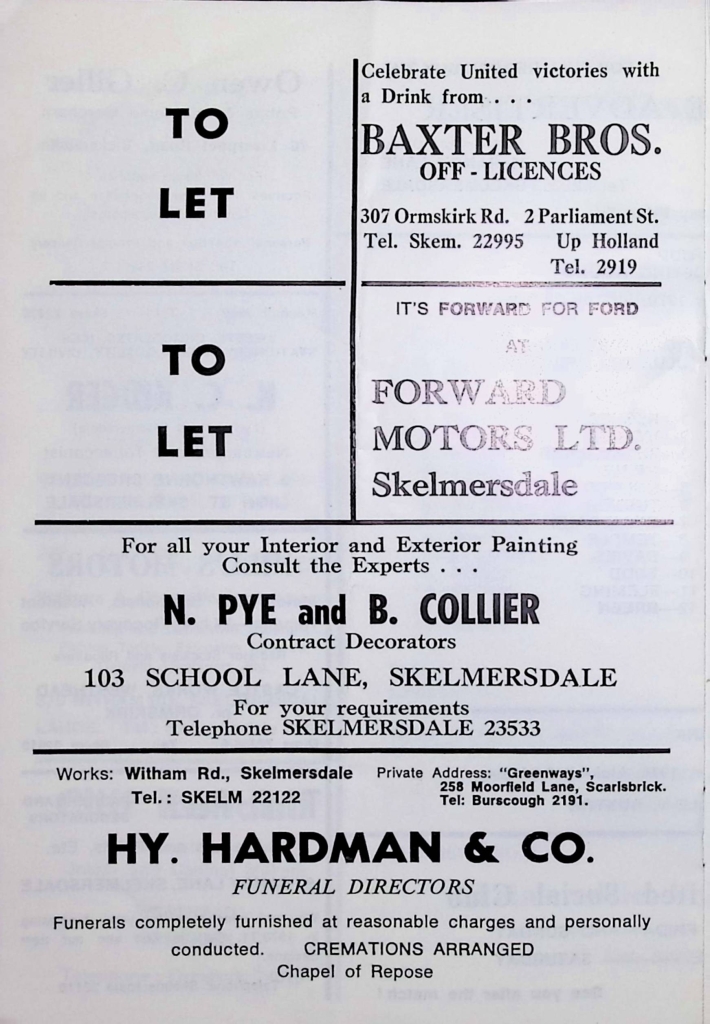 TO
LET
Celebrate United victories with
a Drink from . . .
BAXTER BROS.
OFF - LICENCES
307 Ormskirk Rd. 2 Parliament St.
Tel. Skem. 22995 Up Holland
Tel. 2919
TO
LET
IT'S FORWARD FOR FORD
AT
FORWARD
MOTORS LTD.
Skelmersdale
For all your Interior and Exterior Painting
Consult the Experts . . .
N. PYE and B. COLLIER
Contract Decorators
103 SCHOOL LANE, SKELMERSDALE
For your requirements
Telephone SKELMERSDALE 23533
Works: Witham Rd., Skelmersdale
Tel.: SKELM 22122
Private Address: "Greenways",
258 Moorfield Lane, Scarisbrick.
Tel: Burscough 2191.
HY. HARDMAN & CO.
FUNERAL DIRECTORS
Funerals completely furnished at reasonable charges and personally
conducted. CREMATIONS ARRANGED
Chapel of Repose